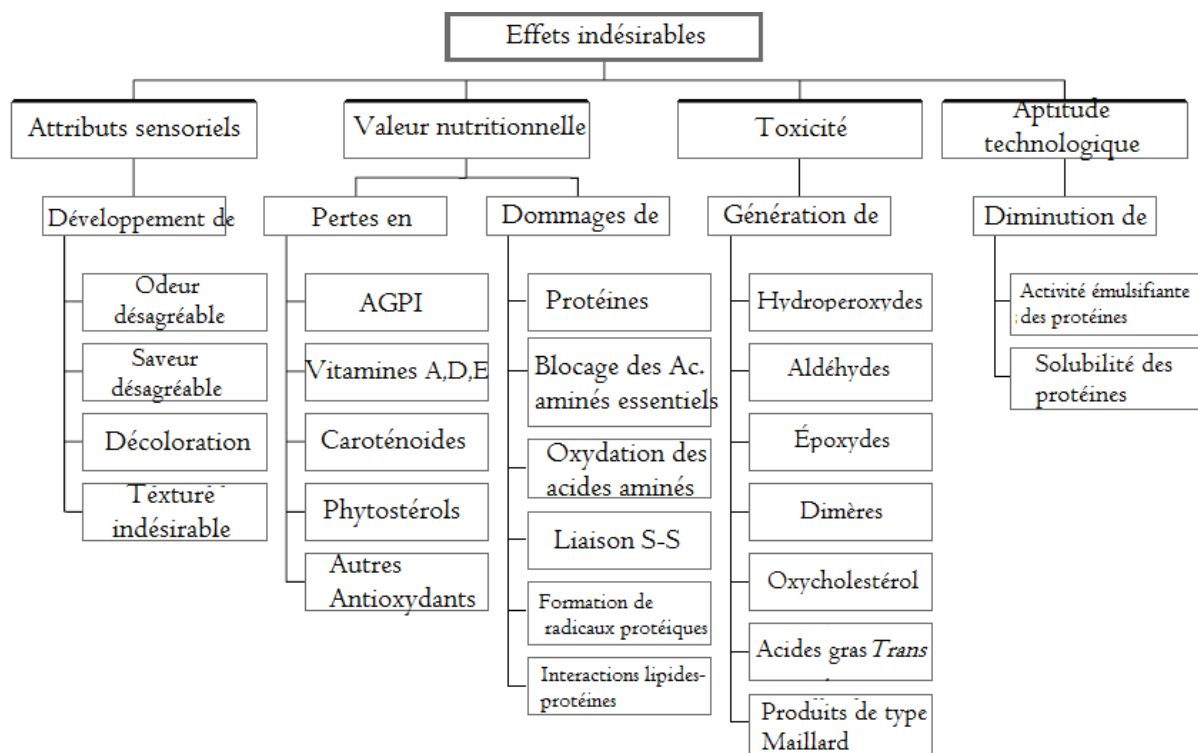 Effets indésirables
Attributs sensoriels
Valeur nutritionnelle
Toxicité
Aptitude
technologique
Développement de
Pertes en
Dommages de
Génération de
Diminution de
Odeur
désagréable
Saveur
désagréable
Décoloration
Texture
indésirable
AGPI
Vitamines A,D,E
Caroténoides
Phytostérols
Autres
Antioxydants
Protéines
Blocage des Ac.
aminés essentiels
Oxydation des
acides aminés
Liaison S-S
Formation de
radicaux protéiques
Interactions lipides-
protéines
Hydroperoxydes
Aldéhydes
Époxydes
Dimères
Oxycholestérol
Acides gras Trans
Produits de type
Maillard
Activité émulsifiante
des protéines
Solubilité des
protéines